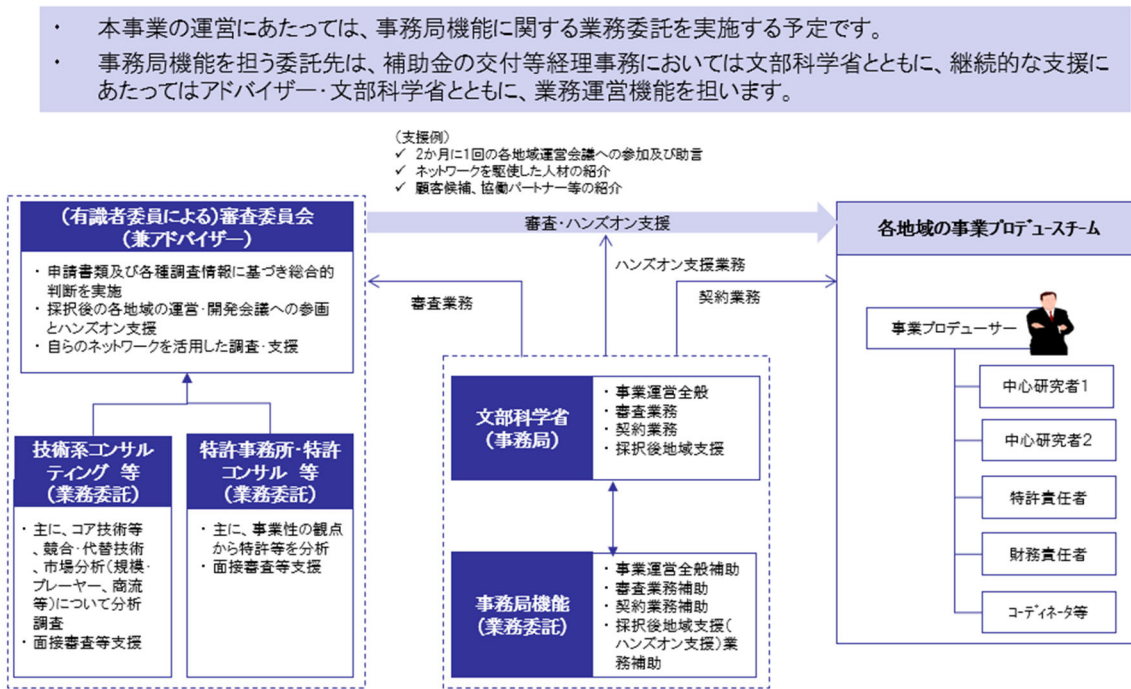 ・ 本事業の運営にあたっては、事務局機能に関する業務委託を実施する予定です。
・ 事務局機能を担う委託先は、補助金の交付等経理事務においては文部科学省とともに、継続的な支援に
あたってはアドバイザー・文部科学省とともに、業務運営機能を担います。
(支援例)
✓ 2か月に1回の各地域運営会議への参加及び助言
✓ ネットワークを駆使した人材の紹介
✓ 顧客候補、協働パートナー等の紹介
審査・ハンズオン支援
(有識者委員による)審査委員会
(兼アドバイザー)
・ 申請書類及び各種調査情報に基づき総合的
判断を実施
・ 採択後の各地域の運営・開発会議への参画
とハンズオン支援
・ 自らのネットワークを活用した調査・支援
技術系コンサル
ティング 等
(業務委託)
・ 主に、コア技術等
、競合・代替技術
、市場分析(規模・
プレーヤー、商流
等)について分析
調査
・ 面接審査等支援
特許事務所・特許
コンサル 等
(業務委託)
・ 主に、事業性の観点
から特許等を分析
・ 面接審査等支援
審査業務
ハンズオン支援業務
契約業務
文部科学省
(事務局)
・ 事業運営全般
・ 審査業務
・ 契約業務
・ 採択後地域支援
事務局機能
(業務委託)
・ 事業運営全般補助
・ 審査業務補助
・ 契約業務補助
・ 採択後地域支援(
ハンズオン支援)業
務補助
各地域の事業プロデュースチーム
事業プロデューサー
中心研究者1
中心研究者2
特許責任者
財務責任者
コーディネータ等